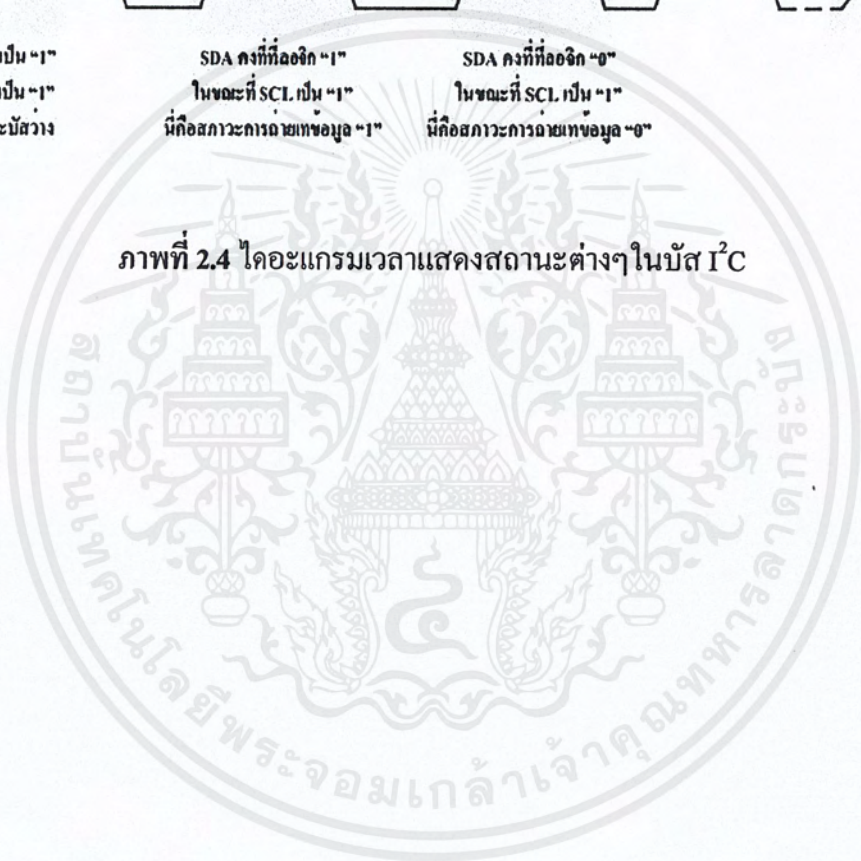 เป็น “1”
เป็น “1”
ะบัสว่าง
SDA คงที่ที่ลอจิก “1”
ในขณะที่ SCL เป็น “1”
นี่คือสภาวะการถ่ายเทข้อมูล “1”
SDA คงที่ที่ลอจิก “0”
ในขณะที่ SCL เป็น “1”
นี่คือสภาวะการถ่ายเทข้อมูล “0”
ภาพที่ 2.4 ไดอะแกรมเวลาแสดงสถานะต่างๆในบัส I²C
สถาบันเทคโนโลยีพระจอมเกล้าเจ้าคุณทหารลาดกระบัง